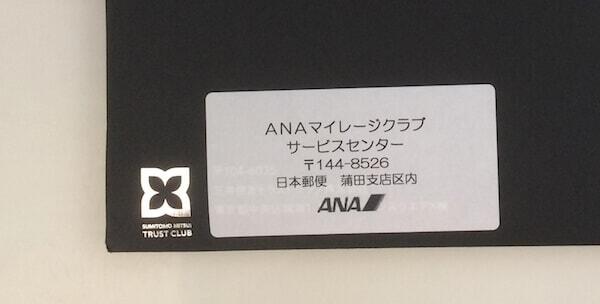 ANAマイレージクラブ
サービスセンター
〒144-8526
日本郵便 蒲田支店区内
ANA
SUMITOMO MITSUI
TRUST CLUB